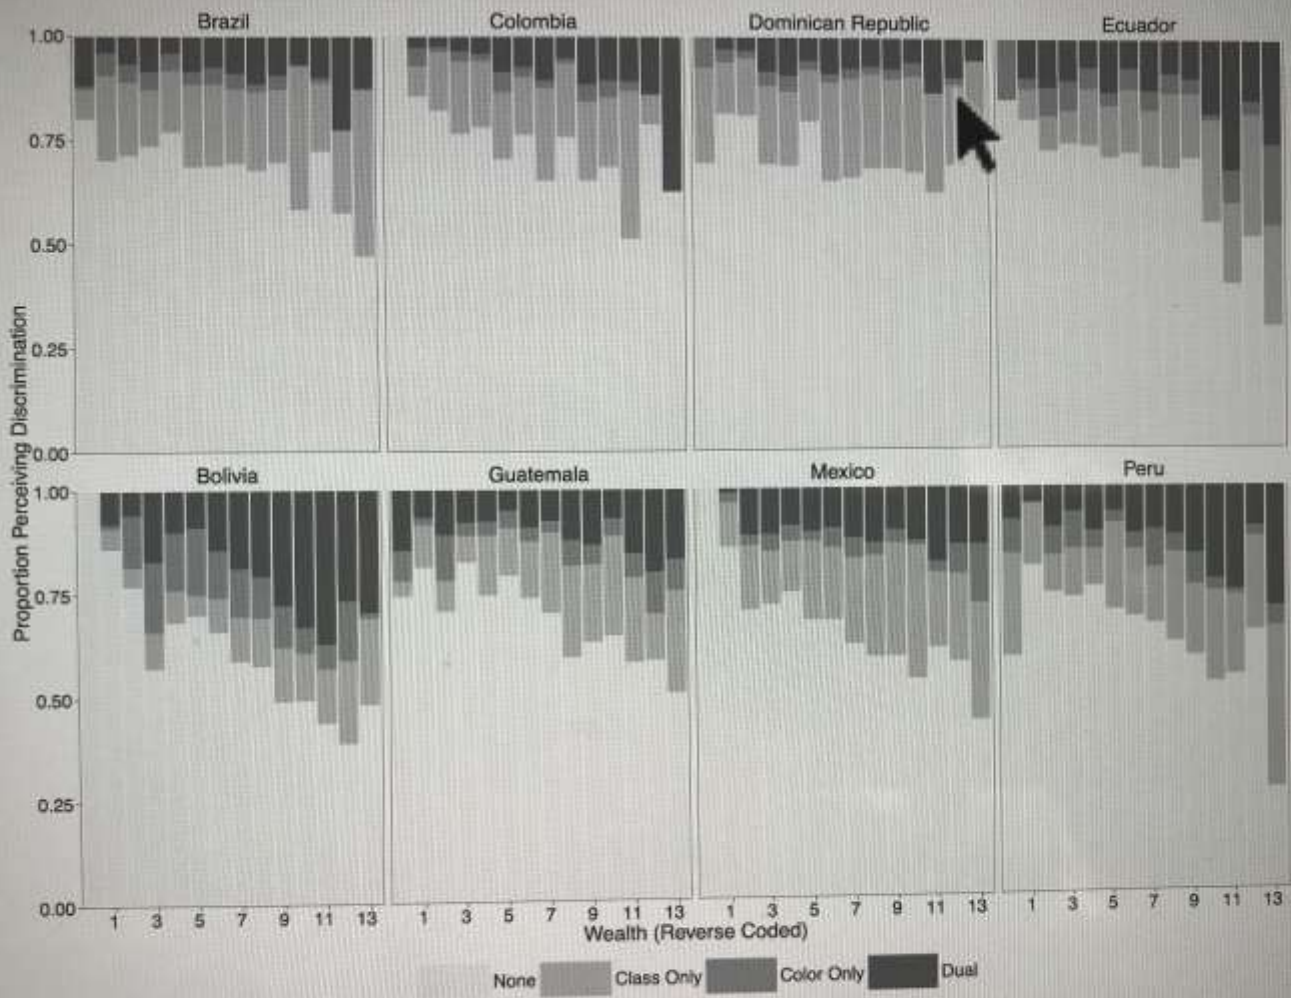 Brazil
Colombia
Dominican Republic
Ecuador
1.00
0.75
0.50
0.25
0.00
Proportion Perceiving Discrimination
Bolivia
Guatemala
Mexico
Peru
1.00
0.75
0.50
0.25
0.00
1 3 5 7 9 11 13
1 3 5 7 9 11 13
1 3 5 7 9 11 13
1 3 5 7 9 11 13
Wealth (Reverse Coded)
None Class Only Color Only Dual